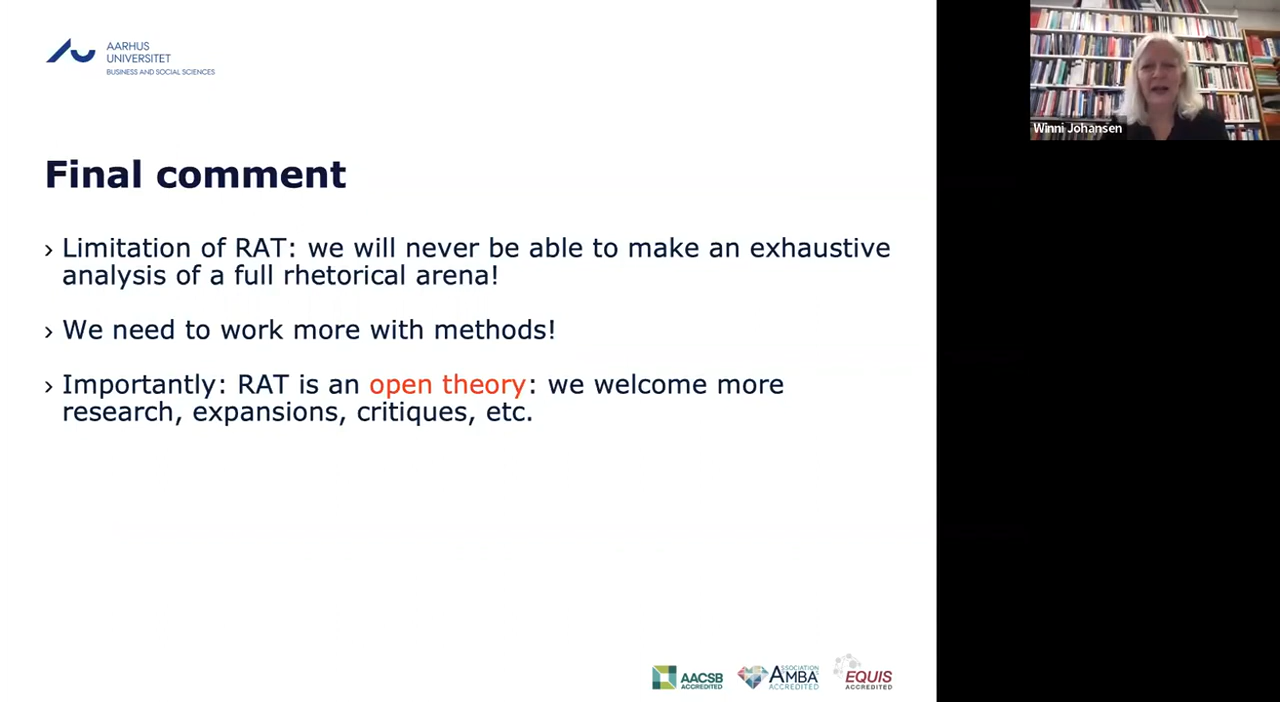 AARHUS
UNIVERSITET
BUSINESS AND SOCIAL SCIENCES
Winni Johansen
Final comment
› Limitation of RAT: we will never be able to make an exhaustive
analysis of a full rhetorical arena!
› We need to work more with methods!
› Importantly: RAT is an open theory: we welcome more
research, expansions, critiques, etc.
AACSB
ACCREDITED
ASSOCIATION
AMBA
ACCREDITED
EQUIS
ACCREDITED